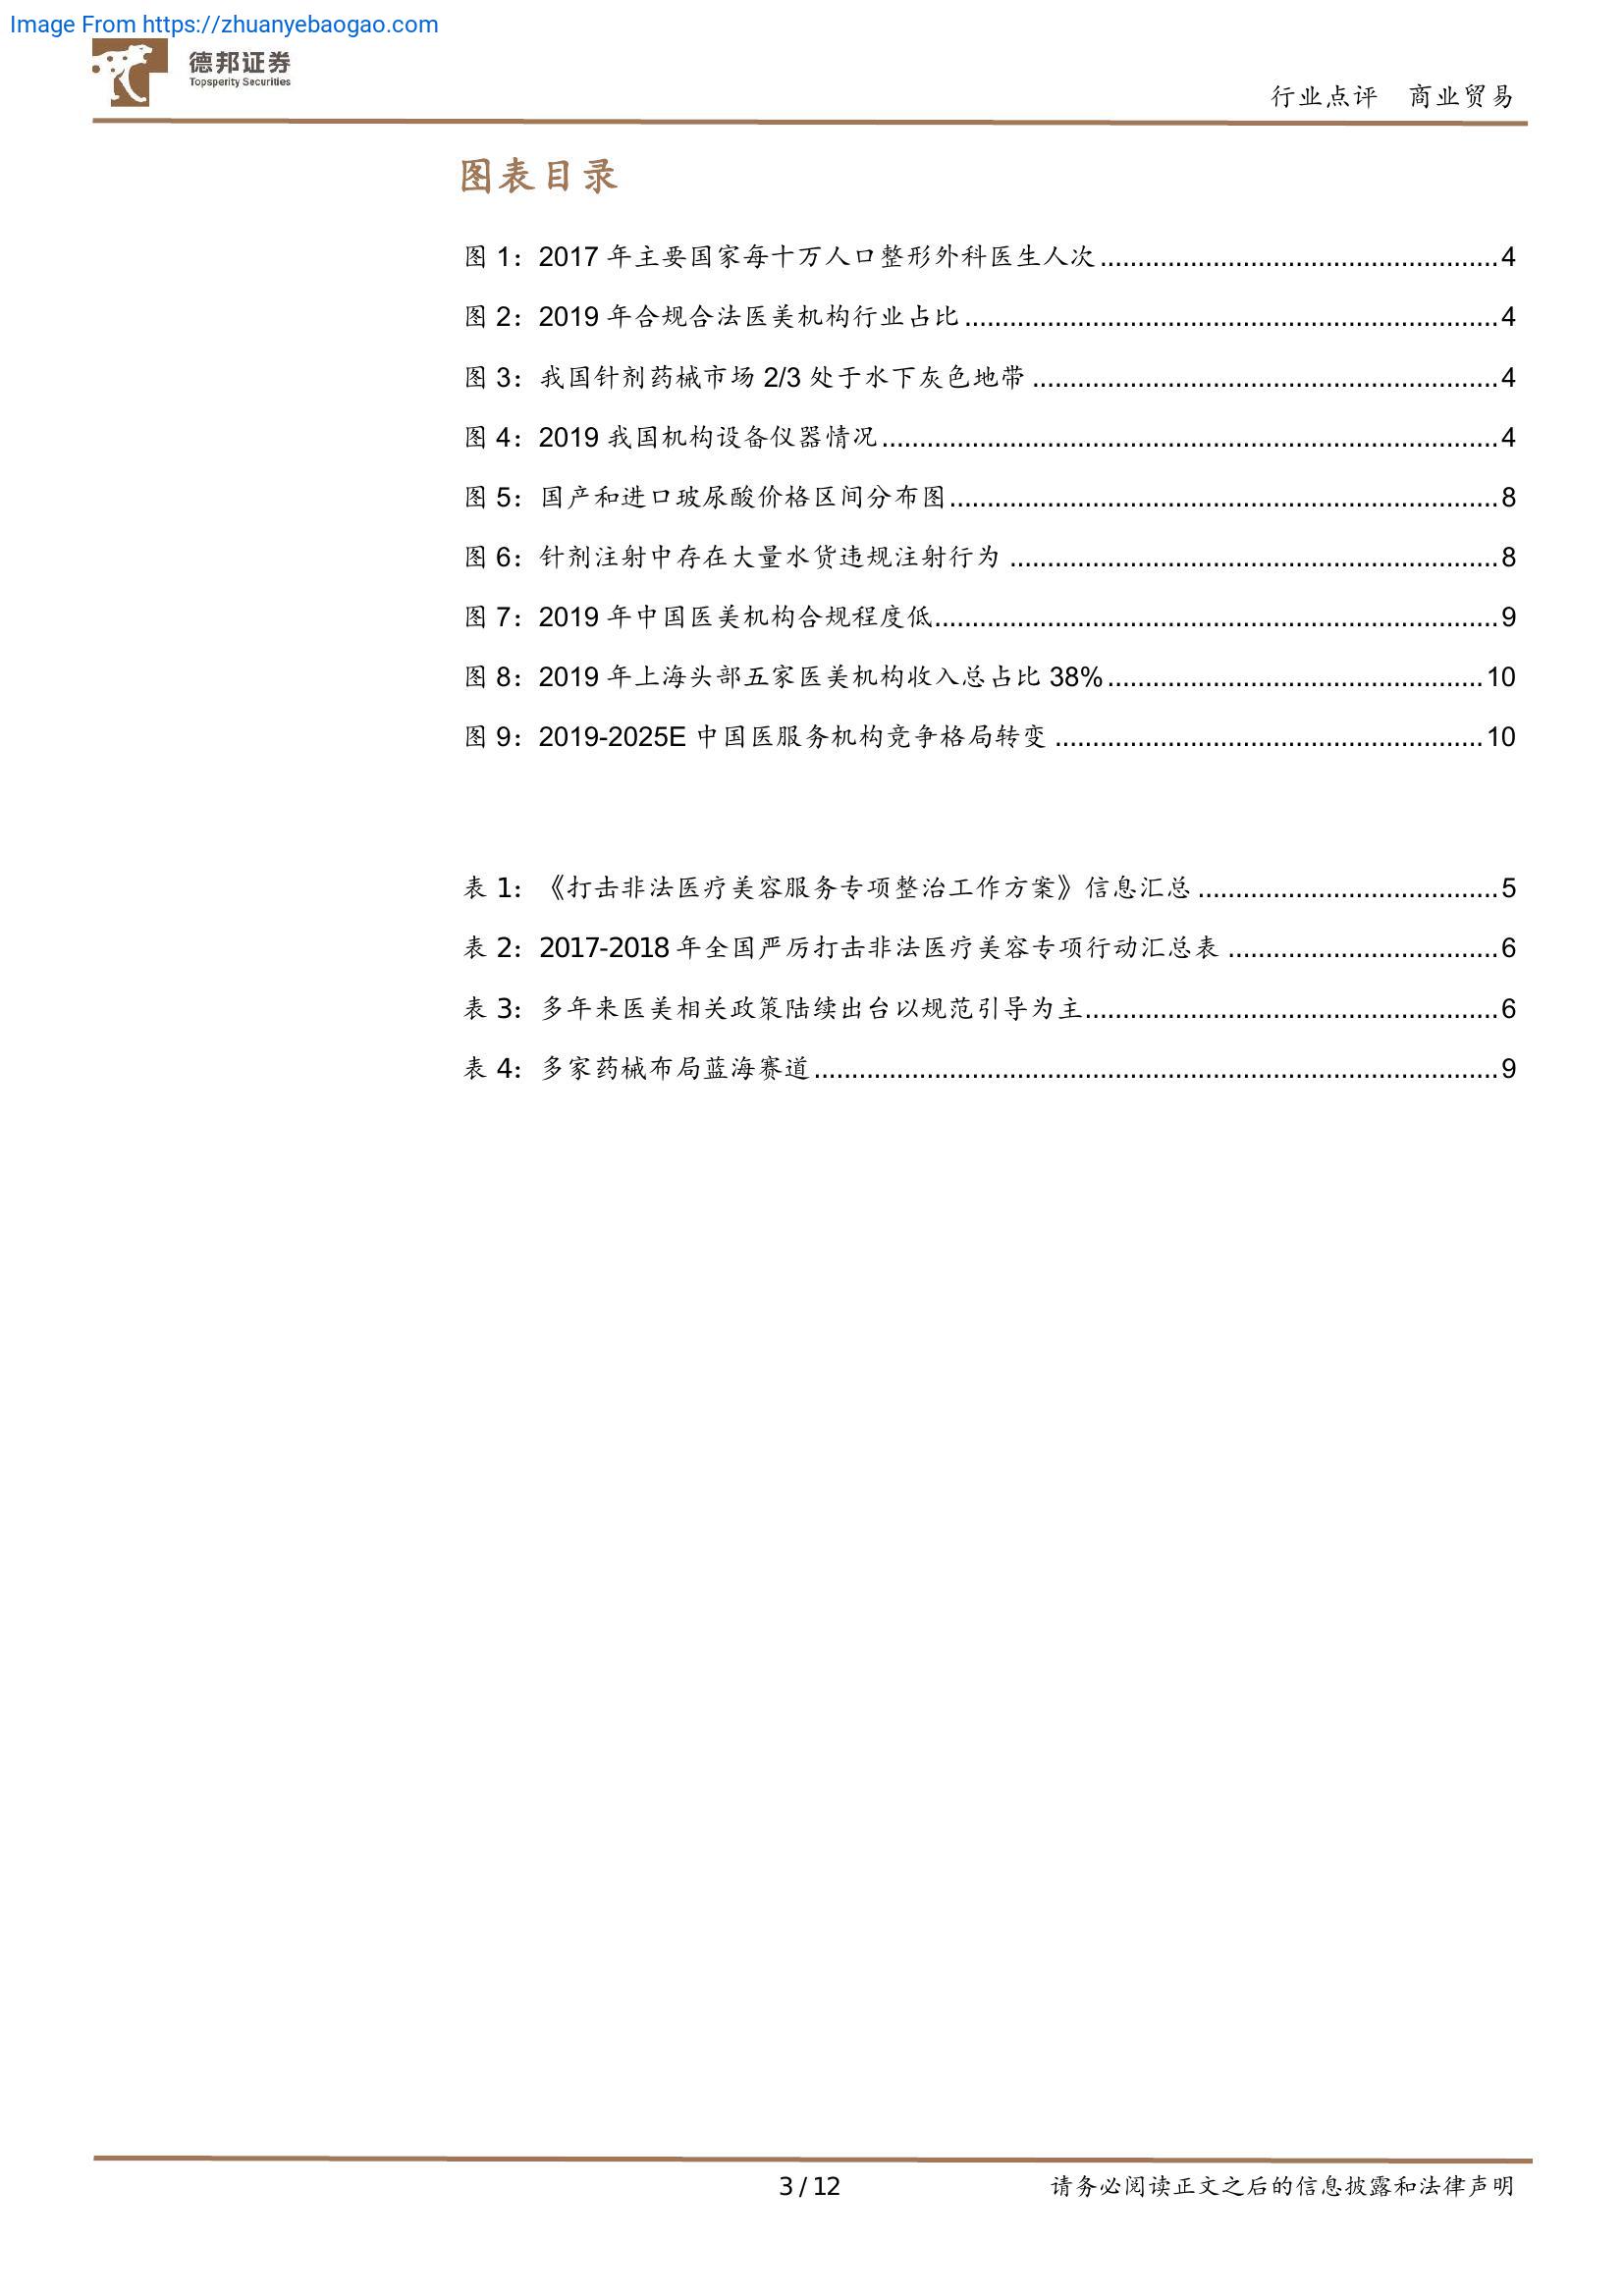 Image From https://zhuanyebaogao.com
德邦证券
Topsperity Securities
行业点评 商业贸易
图表目录
图 1：2017 年主要国家每十万人口整形外科医生人次.....................................................4
图 2：2019 年合规合法医美机构行业占比.......................................................................4
图 3：我国针剂药械市场 2/3 处于水下灰色地带..............................................................4
图 4：2019 我国机构设备仪器情况..................................................................................4
图 5：国产和进口玻尿酸价格区间分布图.........................................................................8
图 6：针剂注射中存在大量水货违规注射行为.................................................................8
图 7：2019 年中国医美机构合规程度低...........................................................................9
图 8：2019 年上海头部五家医美机构收入总占比 38%..................................................10
图 9：2019-2025E 中国医服务机构竞争格局转变.........................................................10
表 1：《打击非法医疗美容服务专项整治工作方案》信息汇总........................................5
表 2：2017-2018 年全国严厉打击非法医疗美容专项行动汇总表....................................6
表 3：多年来医美相关政策陆续出台以规范引导为主.......................................................6
表 4：多家药械布局蓝海赛道...........................................................................................9
3 / 12
请务必阅读正文之后的信息披露和法律声明